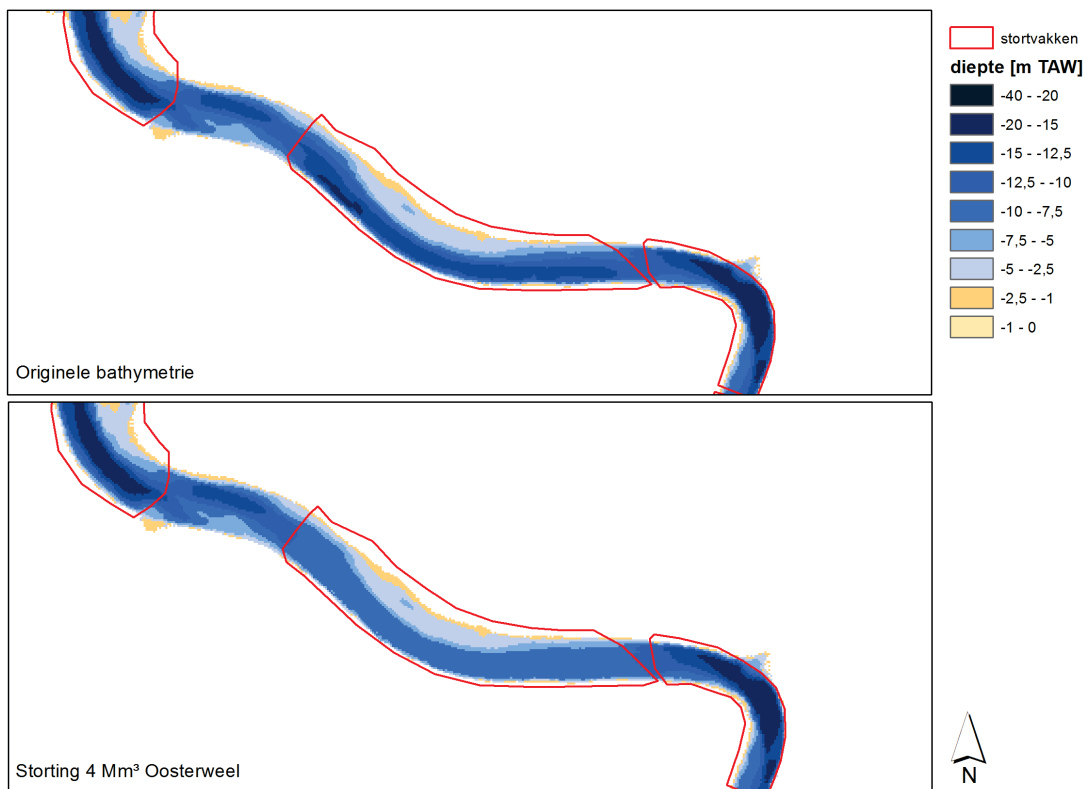 Originele bathymetrie
Storting 4 Mm³ Oosterweel
stortvakken
diepte [m TAW]
-40 - -20
-20 - -15
-15 - -12,5
-12,5 - -10
-10 - -7,5
-7,5 - -5
-5 - -2,5
-2,5 - -1
-1 - 0
N